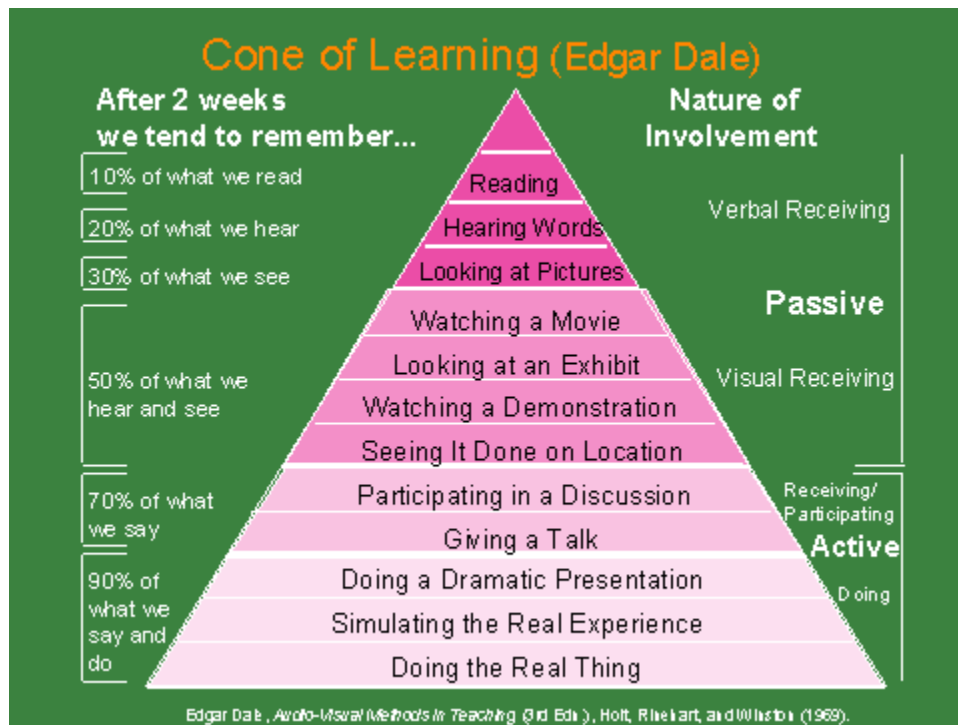 Cone of Learning (Edgar Dale)
After 2 weeks
we tend to remember...
Nature of
Involvement
10% of what we read
20% of what we hear
30% of what we see
50% of what we
hear and see
70% of what
we say
90% of
what we
say and
do
Reading
Hearing Words
Looking at Pictures
Watching a Movie
Looking at an Exhibit
Watching a Demonstration
Seeing It Done on Location
Participating in a Discussion
Giving a Talk
Doing a Dramatic Presentation
Simulating the Real Experience
Doing the Real Thing
Verbal Receiving
Passive
Visual Receiving
Receiving/
Participating
Active
Doing
Edgar Dale, Audio-Visual Methods in Teaching (3rd Edn.), Holt, Rinehart, and Winston (1969).